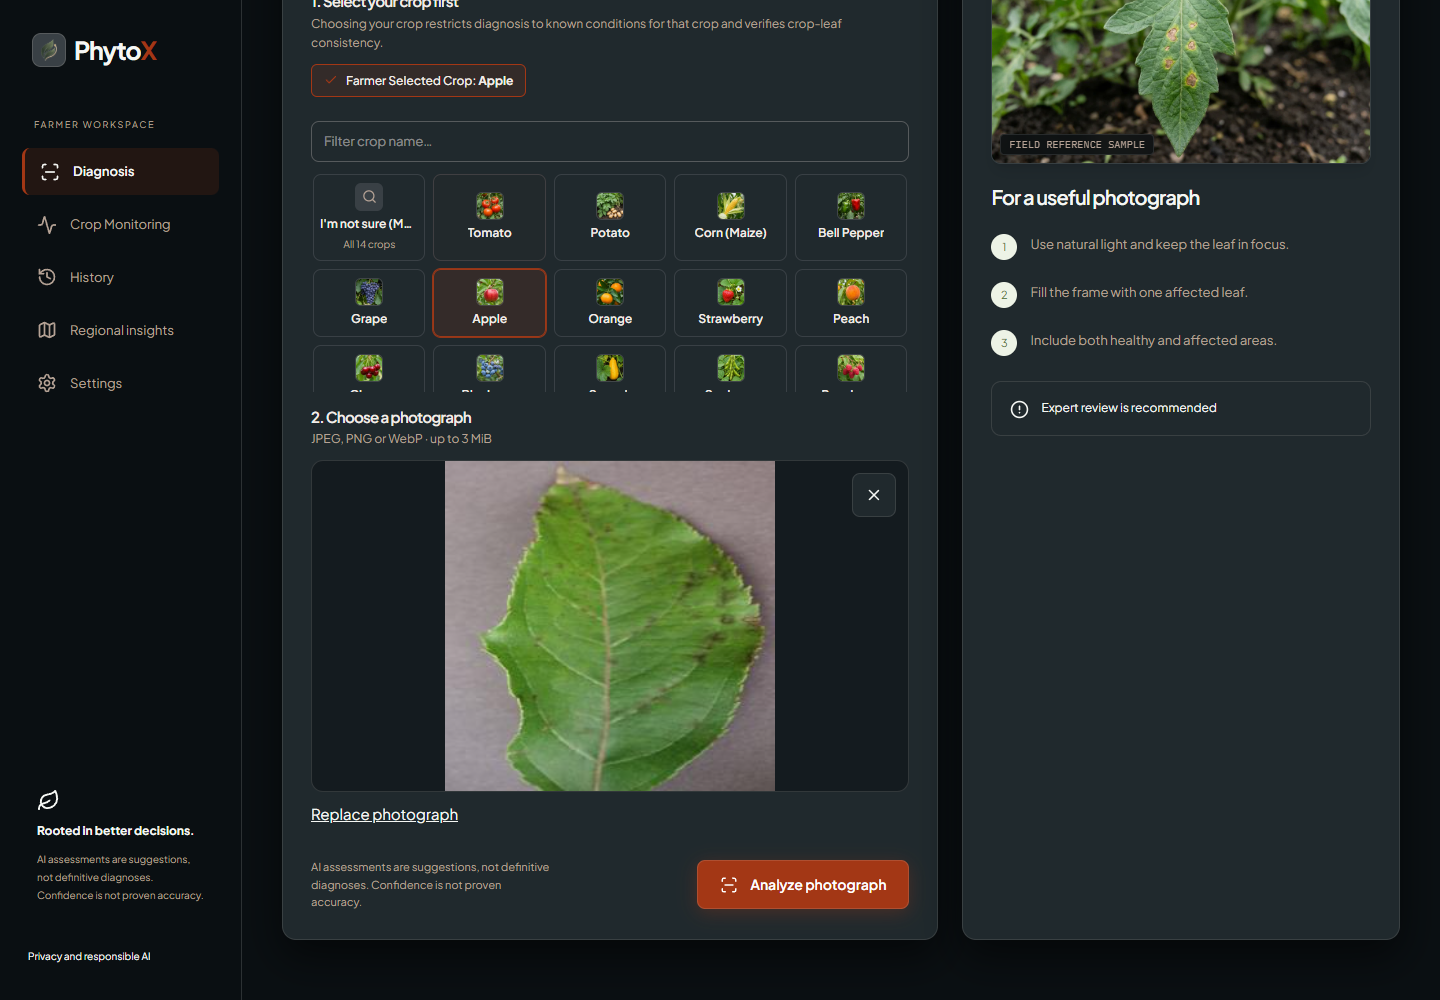 PhytoX
FARMER WORKSPACE
Diagnosis
Crop Monitoring
History
Regional insights
Settings
Rooted in better decisions.
AI assessments are suggestions,
not definitive diagnoses.
Confidence is not proven accuracy.
Privacy and responsible AI
1. Select your crop first
Choosing your crop restricts diagnosis to known conditions for that crop and verifies crop-leaf
consistency.
Farmer Selected Crop: Apple
Filter crop name…
I'm not sure (M…
All 14 crops
Tomato
Potato
Corn (Maize)
Bell Pepper
Grape
Apple
Orange
Strawberry
Peach
2. Choose a photograph
JPEG, PNG or WebP · up to 3 MiB
Replace photograph
AI assessments are suggestions, not definitive
diagnoses. Confidence is not proven
accuracy.
Analyze photograph
FIELD REFERENCE SAMPLE
For a useful photograph
1 Use natural light and keep the leaf in focus.
2 Fill the frame with one affected leaf.
3 Include both healthy and affected areas.
Expert review is recommended